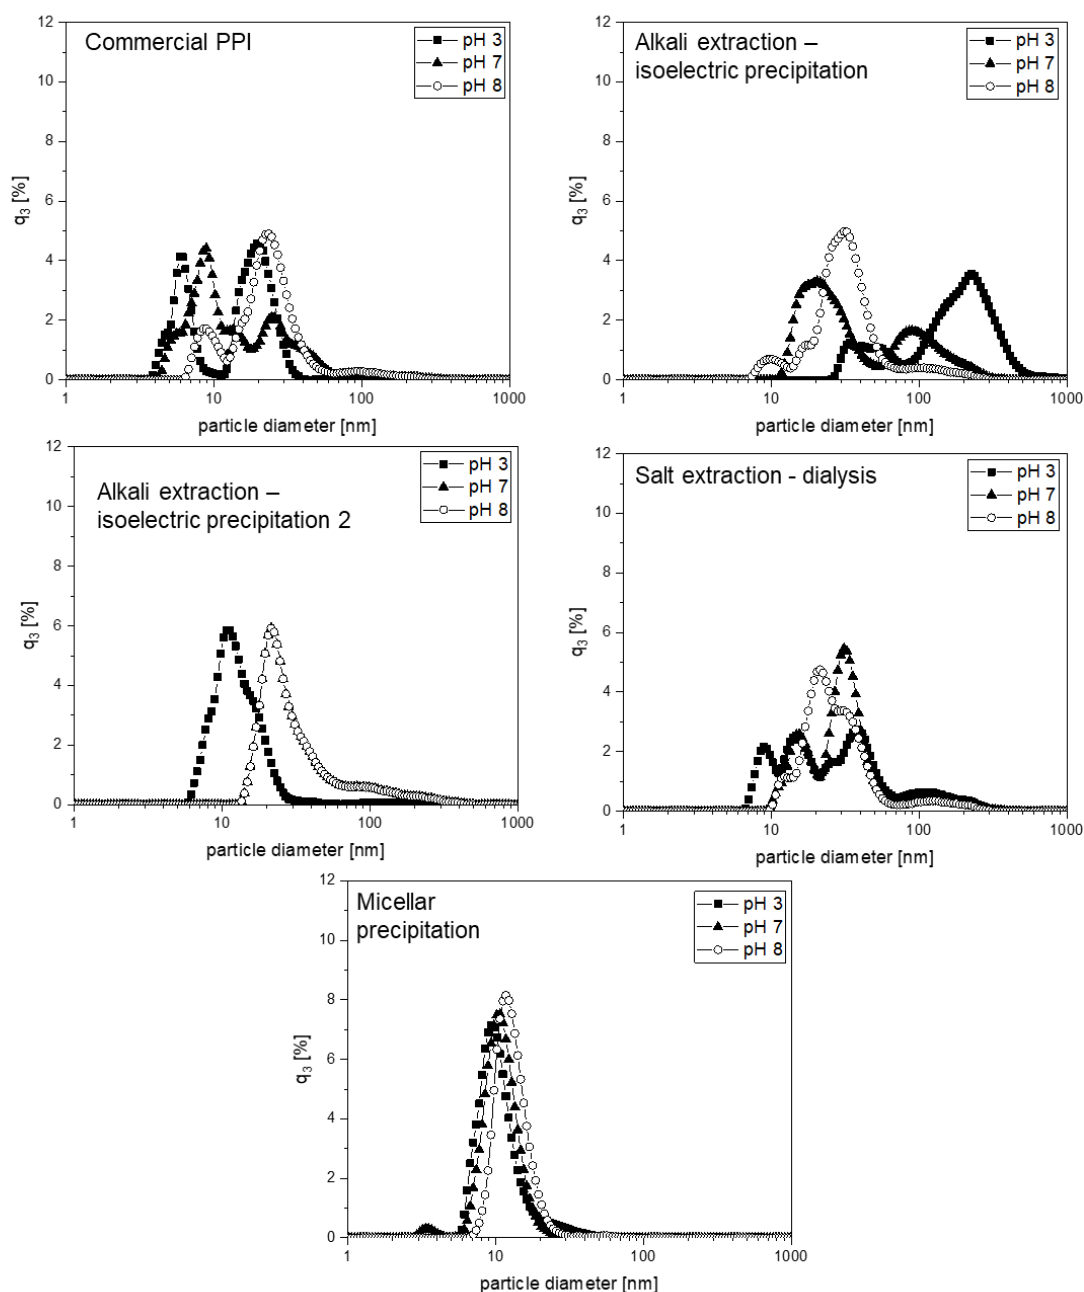 Commercial PPI
pH 3
pH 7
pH 8
12
10
8
6
4
2
0
q3 [%]
1
10
100
1000
particle diameter [nm]
Alkali extraction –
isoelectric precipitation
pH 3
pH 7
pH 8
12
10
8
6
4
2
0
q3 [%]
1
10
100
1000
particle diameter [nm]
Alkali extraction –
isoelectric precipitation 2
pH 3
pH 7
pH 8
12
10
8
6
4
2
0
q3 [%]
1
10
100
1000
particle diameter [nm]
Salt extraction - dialysis
pH 3
pH 7
pH 8
12
10
8
6
4
2
0
q3 [%]
1
10
100
1000
particle diameter [nm]
Micellar
precipitation
pH 3
pH 7
pH 8
12
10
8
6
4
2
0
q3 [%]
1
10
100
1000
particle diameter [nm]